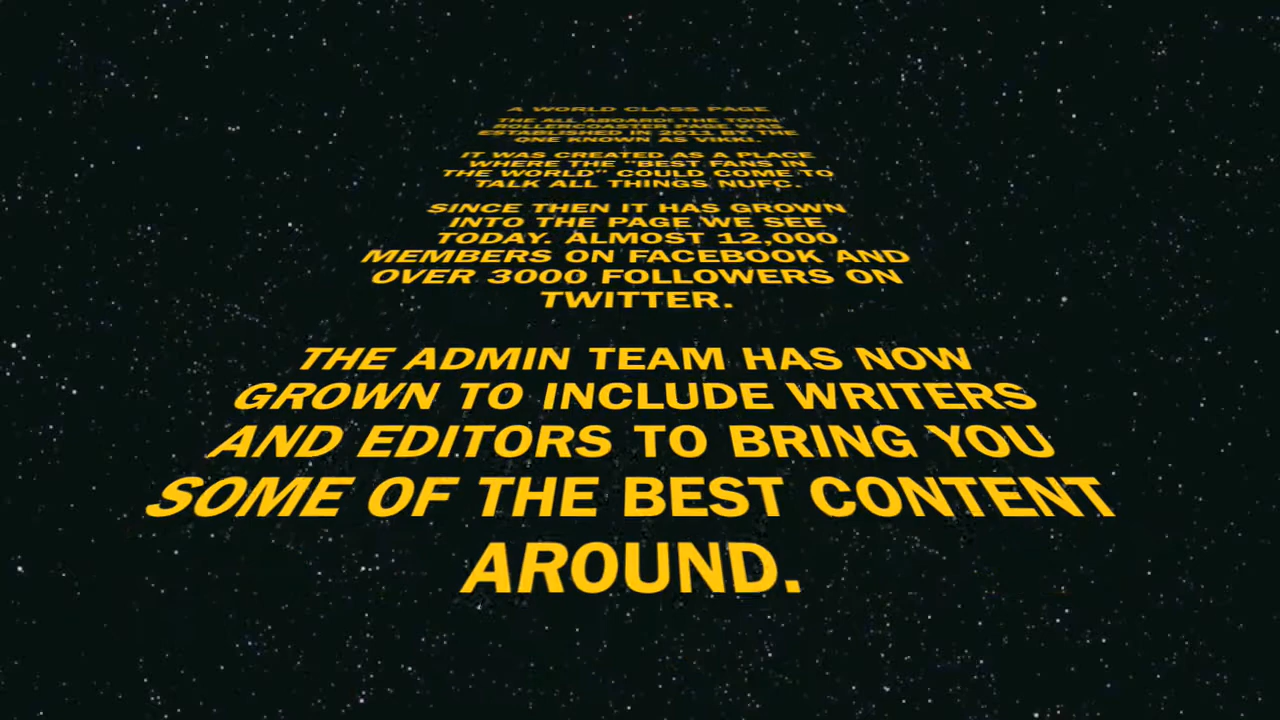 A WORLD CLASS PAGE
THE ALL ABOARD! THE TOON
ROLLERCOASTER PAGE WAS
ESTABLISHED IN 2011 BY THE
ONE KNOWN AS VIKKI.
IT WAS CREATED AS A PLACE
WHERE THE "BEST FANS IN
THE WORLD" COULD COME TO
TALK ALL THINGS NUFC.
SINCE THEN IT HAS GROWN
INTO THE PAGE WE SEE
TODAY. ALMOST 12,000
MEMBERS ON FACEBOOK AND
OVER 3000 FOLLOWERS ON
TWITTER.
THE ADMIN TEAM HAS NOW
GROWN TO INCLUDE WRITERS
AND EDITORS TO BRING YOU
SOME OF THE BEST CONTENT
AROUND.